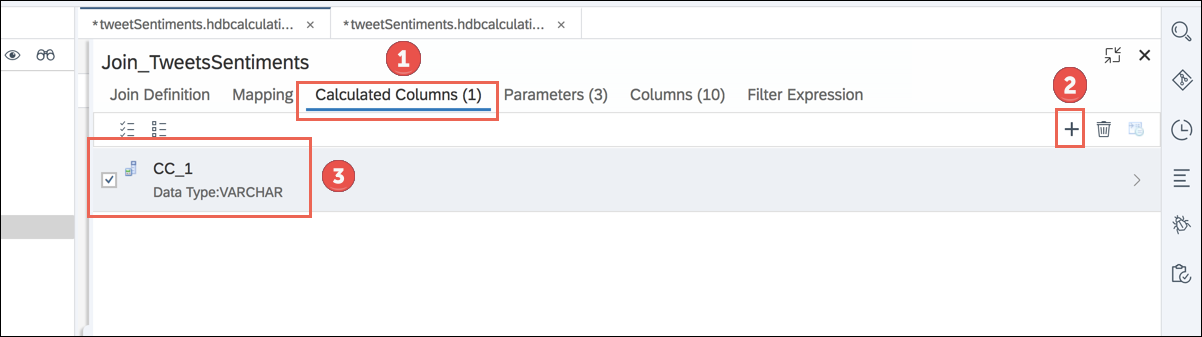 *tweetSentiments.hdbcalculati... × *tweetSentiments.hdbcalculati... ×
1
Join_TweetsSentiments
2
Join Definition Mapping Calculated Columns (1) Parameters (3) Columns (10) Filter Expression
CC_1
3
Data Type:VARCHAR